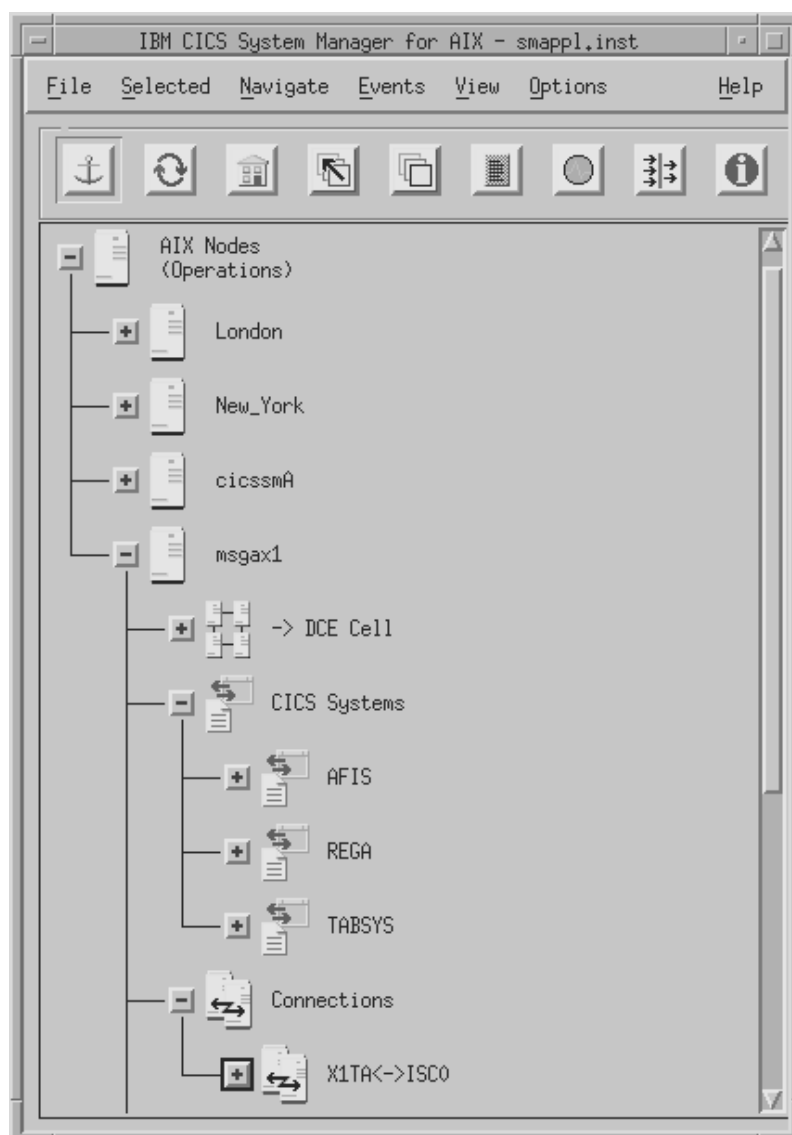 IBM CICS System Manager for AIX - smappl.inst
File Selected Navigate Events View Options Help
AIX Nodes
(Operations)
London
New_York
cicssmA
msgax1
-> DCE Cell
CICS Systems
AFIS
REGA
TABSYS
Connections
X1TA<->ISC0